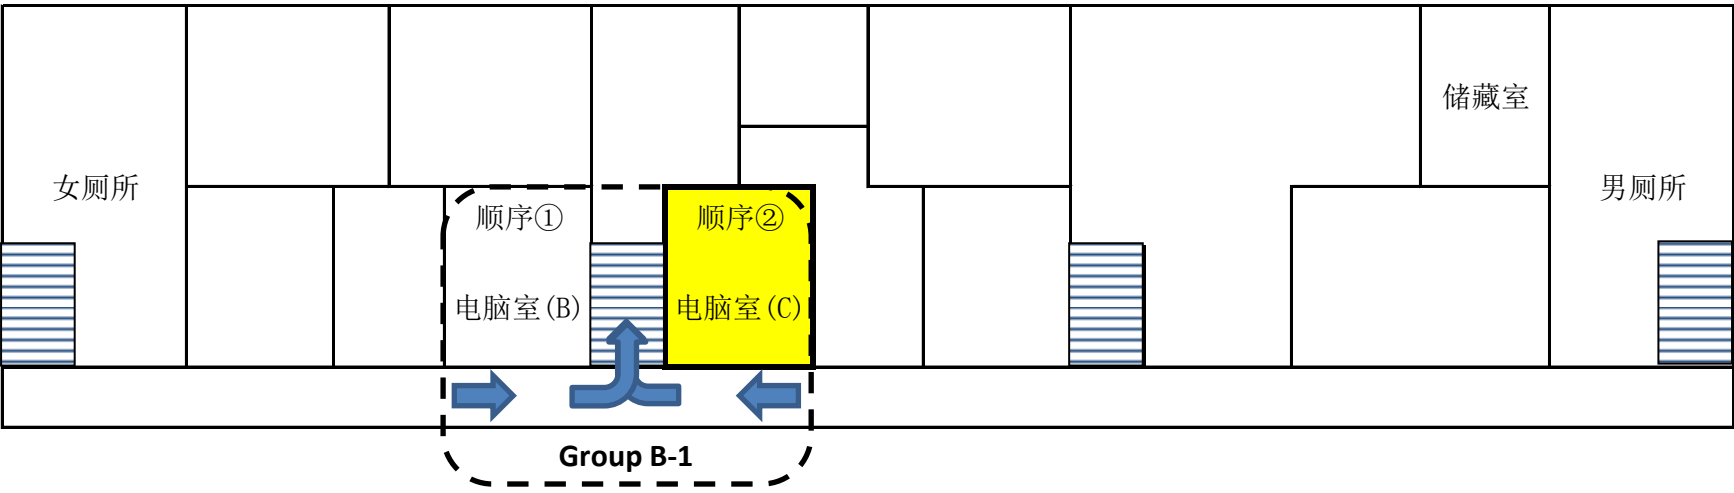 储藏室
女厕所
男厕所
顺序①
顺序②
电脑室(B)
电脑室(C)
Group B-1